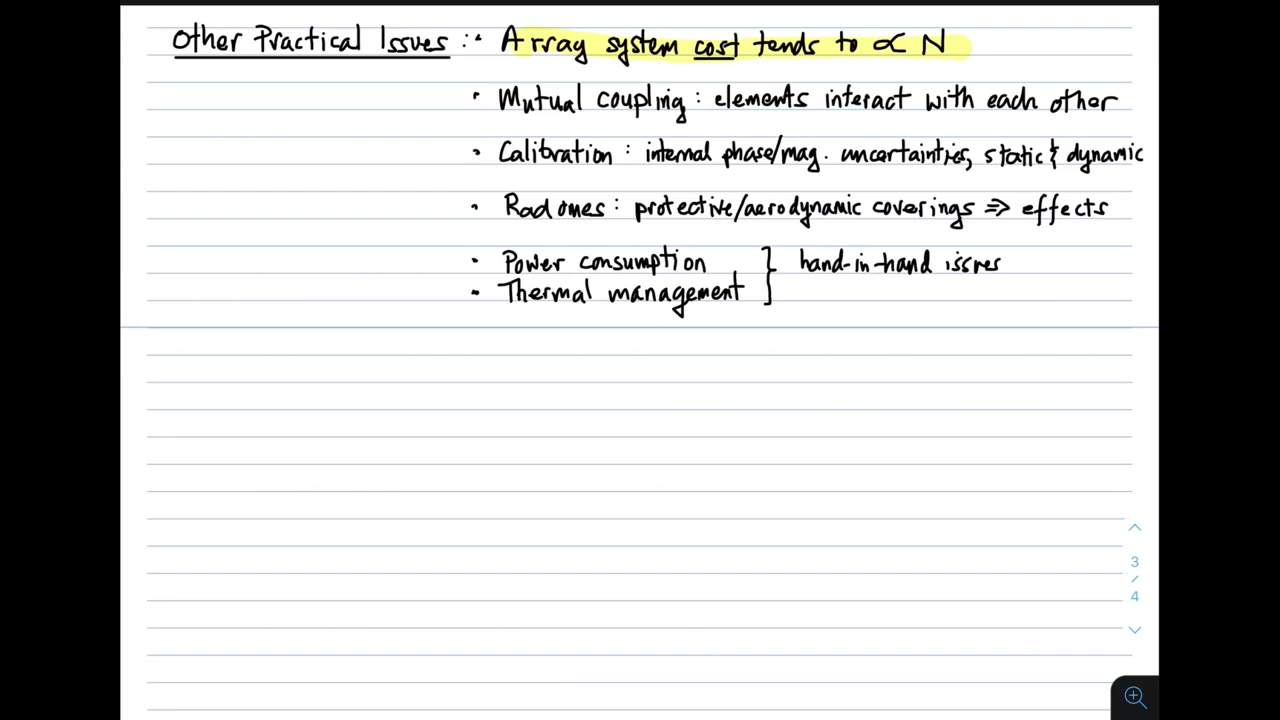 Other Practical Issues : • Array system cost tends to ∝ N
• Mutual coupling : elements interact with each other
• Calibration : internal phase/mag. uncertainties, static & dynamic
• Radomes : protective/aerodynamic coverings ⇒ effects
• Power consumption } hand-in-hand issues
• Thermal management
3
/
4